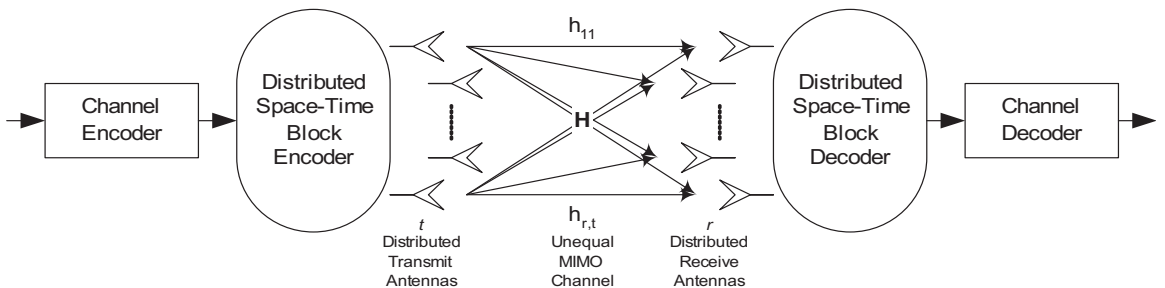 Channel
Encoder
Distributed
Space-Time
Block
Encoder
h11
H
hr,t
t
Distributed
Transmit
Antennas
Unequal
MIMO
Channel
r
Distributed
Receive
Antennas
Distributed
Space-Time
Block
Decoder
Channel
Decoder